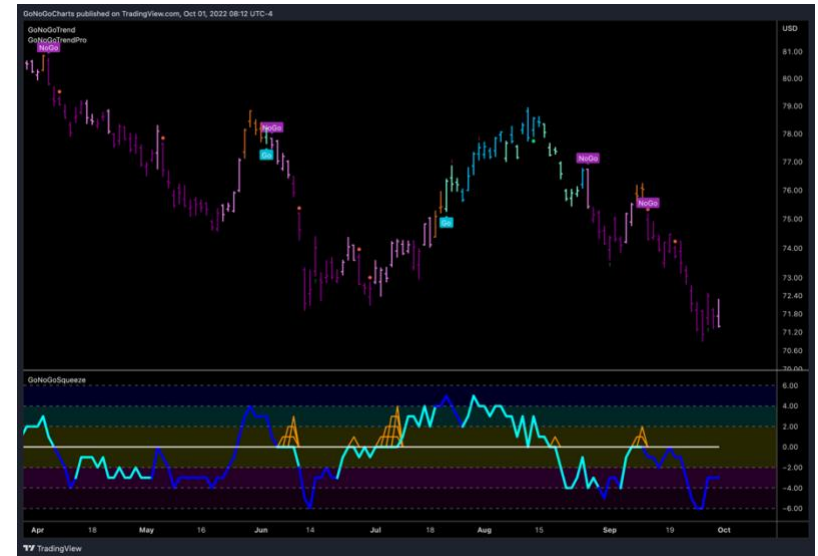 GoNoGoCharts published on TradingView.com, Oct 01, 2022 08:12 UTC-4
GoNoGoTrend
GoNoGoTrendPro
NoGo
NoGo
Go
Go
NoGo
NoGo
USD
81.00
80.00
79.00
78.00
77.00
76.00
75.00
74.00
73.00
72.40
71.80
71.20
70.60
70.00
GoNoGoSqueeze
6.00
4.00
2.00
0.00
-2.00
-4.00
-6.00
Apr 18 May 16 Jun 14 Jul 18 Aug 15 Sep 19 Oct
TradingView